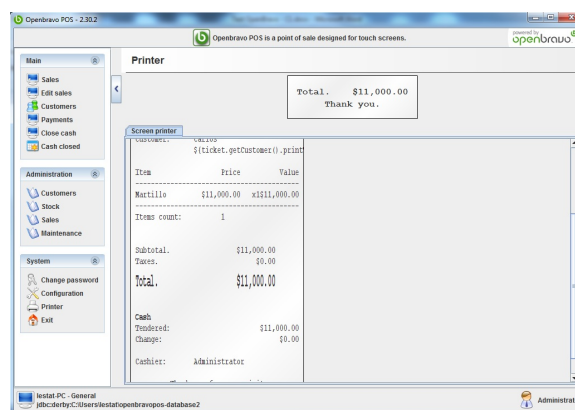 Openbravo POS - 2.30.2
Openbravo POS is a point of sale designed for touch screens.
powered by
openbravo
Main
Sales
Edit sales
Customers
Payments
Close cash
Cash closed
Administration
Customers
Stock
Sales
Maintenance
System
Change password
Configuration
Printer
Exit
Printer
Total. $11,000.00
Thank you.
Screen printer
Customer: Carlos
${ticket.getCustomer().print
Item Price Value
Martillo $11,000.00 x1$11,000.00
Items count: 1
Subtotal. $11,000.00
Taxes. $0.00
Total. $11,000.00
Cash
Tendered: $11,000.00
Change: $0.00
Cashier: Administrator
lestat-PC - General
jdbc:derby:C:\Users\lestat\openbravopos-database2
Administrat